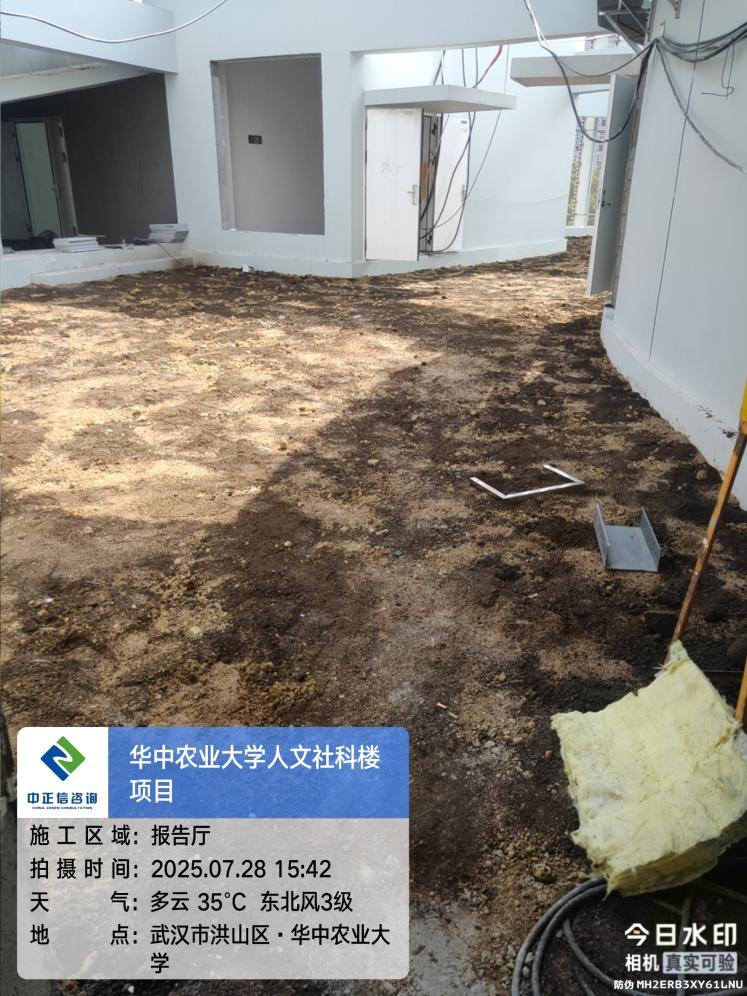 中正信咨询
CHINA ZENXN CONSULTATION
华中农业大学人文社科楼
项目
施工区域：报告厅
拍摄时间：2025.07.28 15:42
天气：多云 35°C 东北风3级
地点：武汉市洪山区·华中农业大
学
今日水印
相机 真实可验
防伪 MH2ERB3XY61LNU